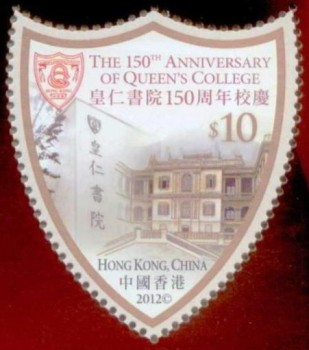 THE 150TH ANNIVERSARY
OF QUEEN'S COLLEGE
皇仁書院150周年校慶
$10
皇仁書院
HONG KONG, CHINA
中國香港
2012©